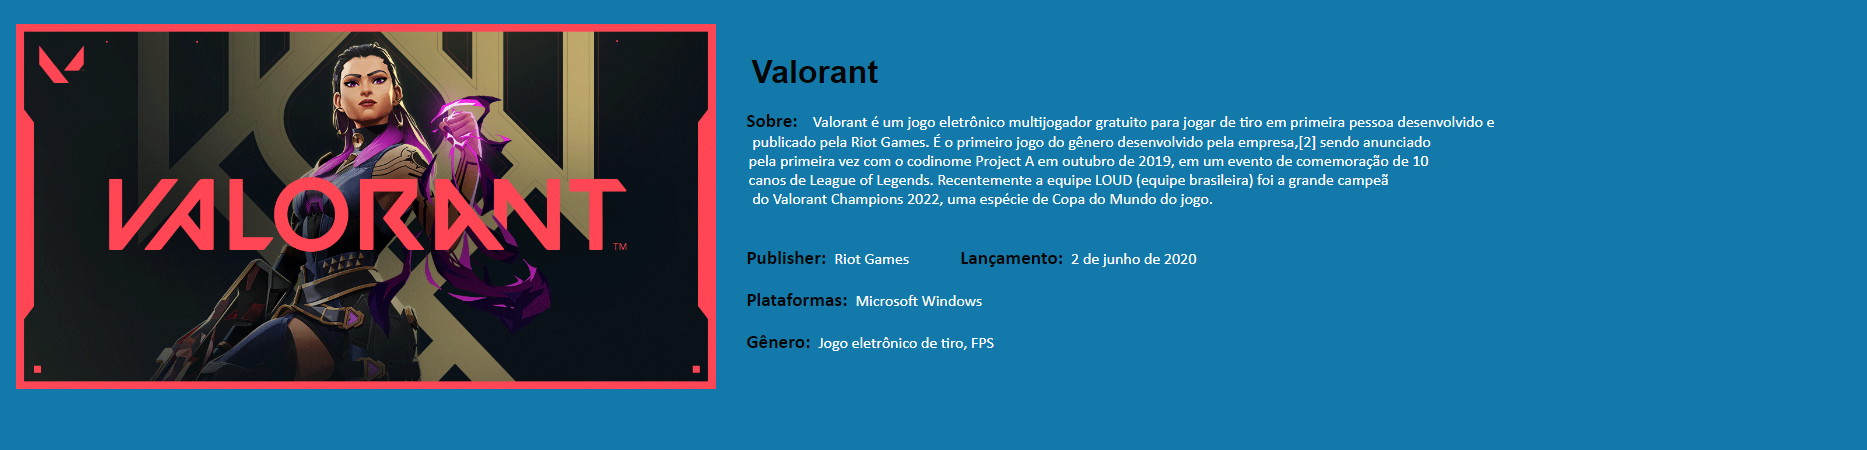 VALORANT™
Valorant
Sobre: Valorant é um jogo eletrônico multijogador gratuito para jogar de tiro em primeira pessoa desenvolvido e
publicado pela Riot Games. É o primeiro jogo do gênero desenvolvido pela empresa,[2] sendo anunciado
pela primeira vez com o codinome Project A em outubro de 2019, em um evento de comemoração de 10
canos de League of Legends. Recentemente a equipe LOUD (equipe brasileira) foi a grande campeã
do Valorant Champions 2022, uma espécie de Copa do Mundo do jogo.
Publisher: Riot Games Lançamento: 2 de junho de 2020
Plataformas: Microsoft Windows
Gênero: Jogo eletrônico de tiro, FPS